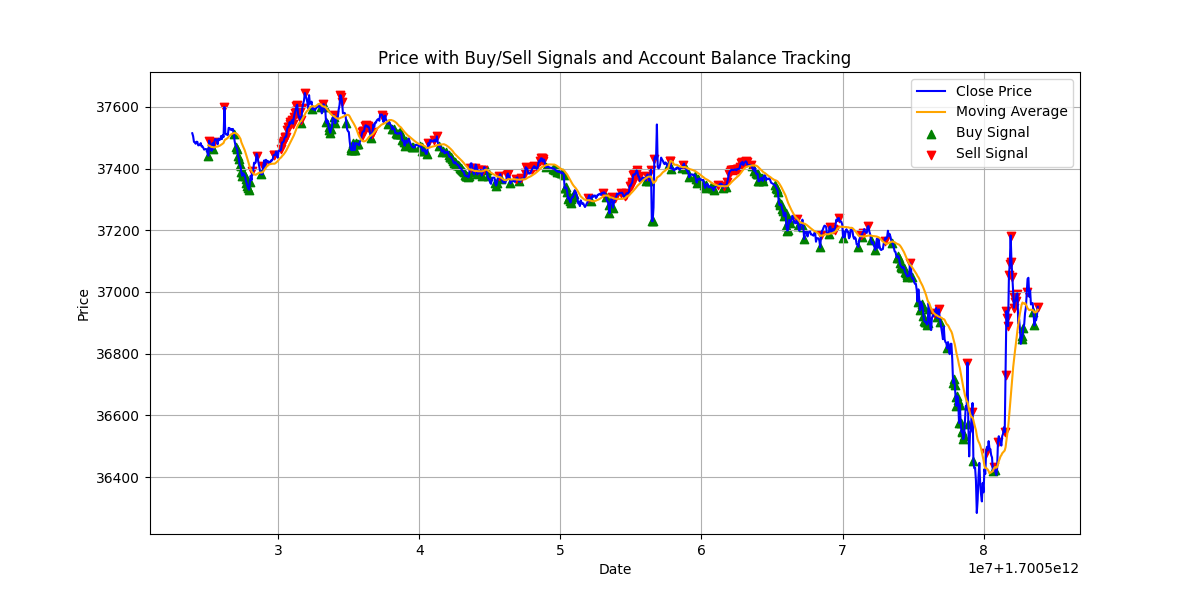 Price with Buy/Sell Signals and Account Balance Tracking
Close Price
Moving Average
Buy Signal
Sell Signal
37600
37400
37200
37000
36800
36600
36400
Price
3 4 5 6 7 8
Date
1e7+1.7005e12